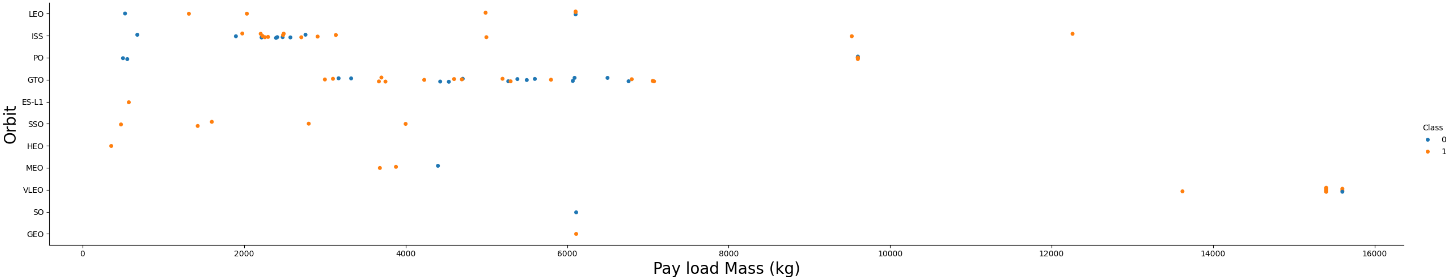 LEO
ISS
PO
GTO
ES-L1
SSO
HEO
MEO
VLEO
SO
GEO
Orbit
0 2000 4000 6000 8000 10000 12000 14000 16000
Pay load Mass (kg)
Class
0
1